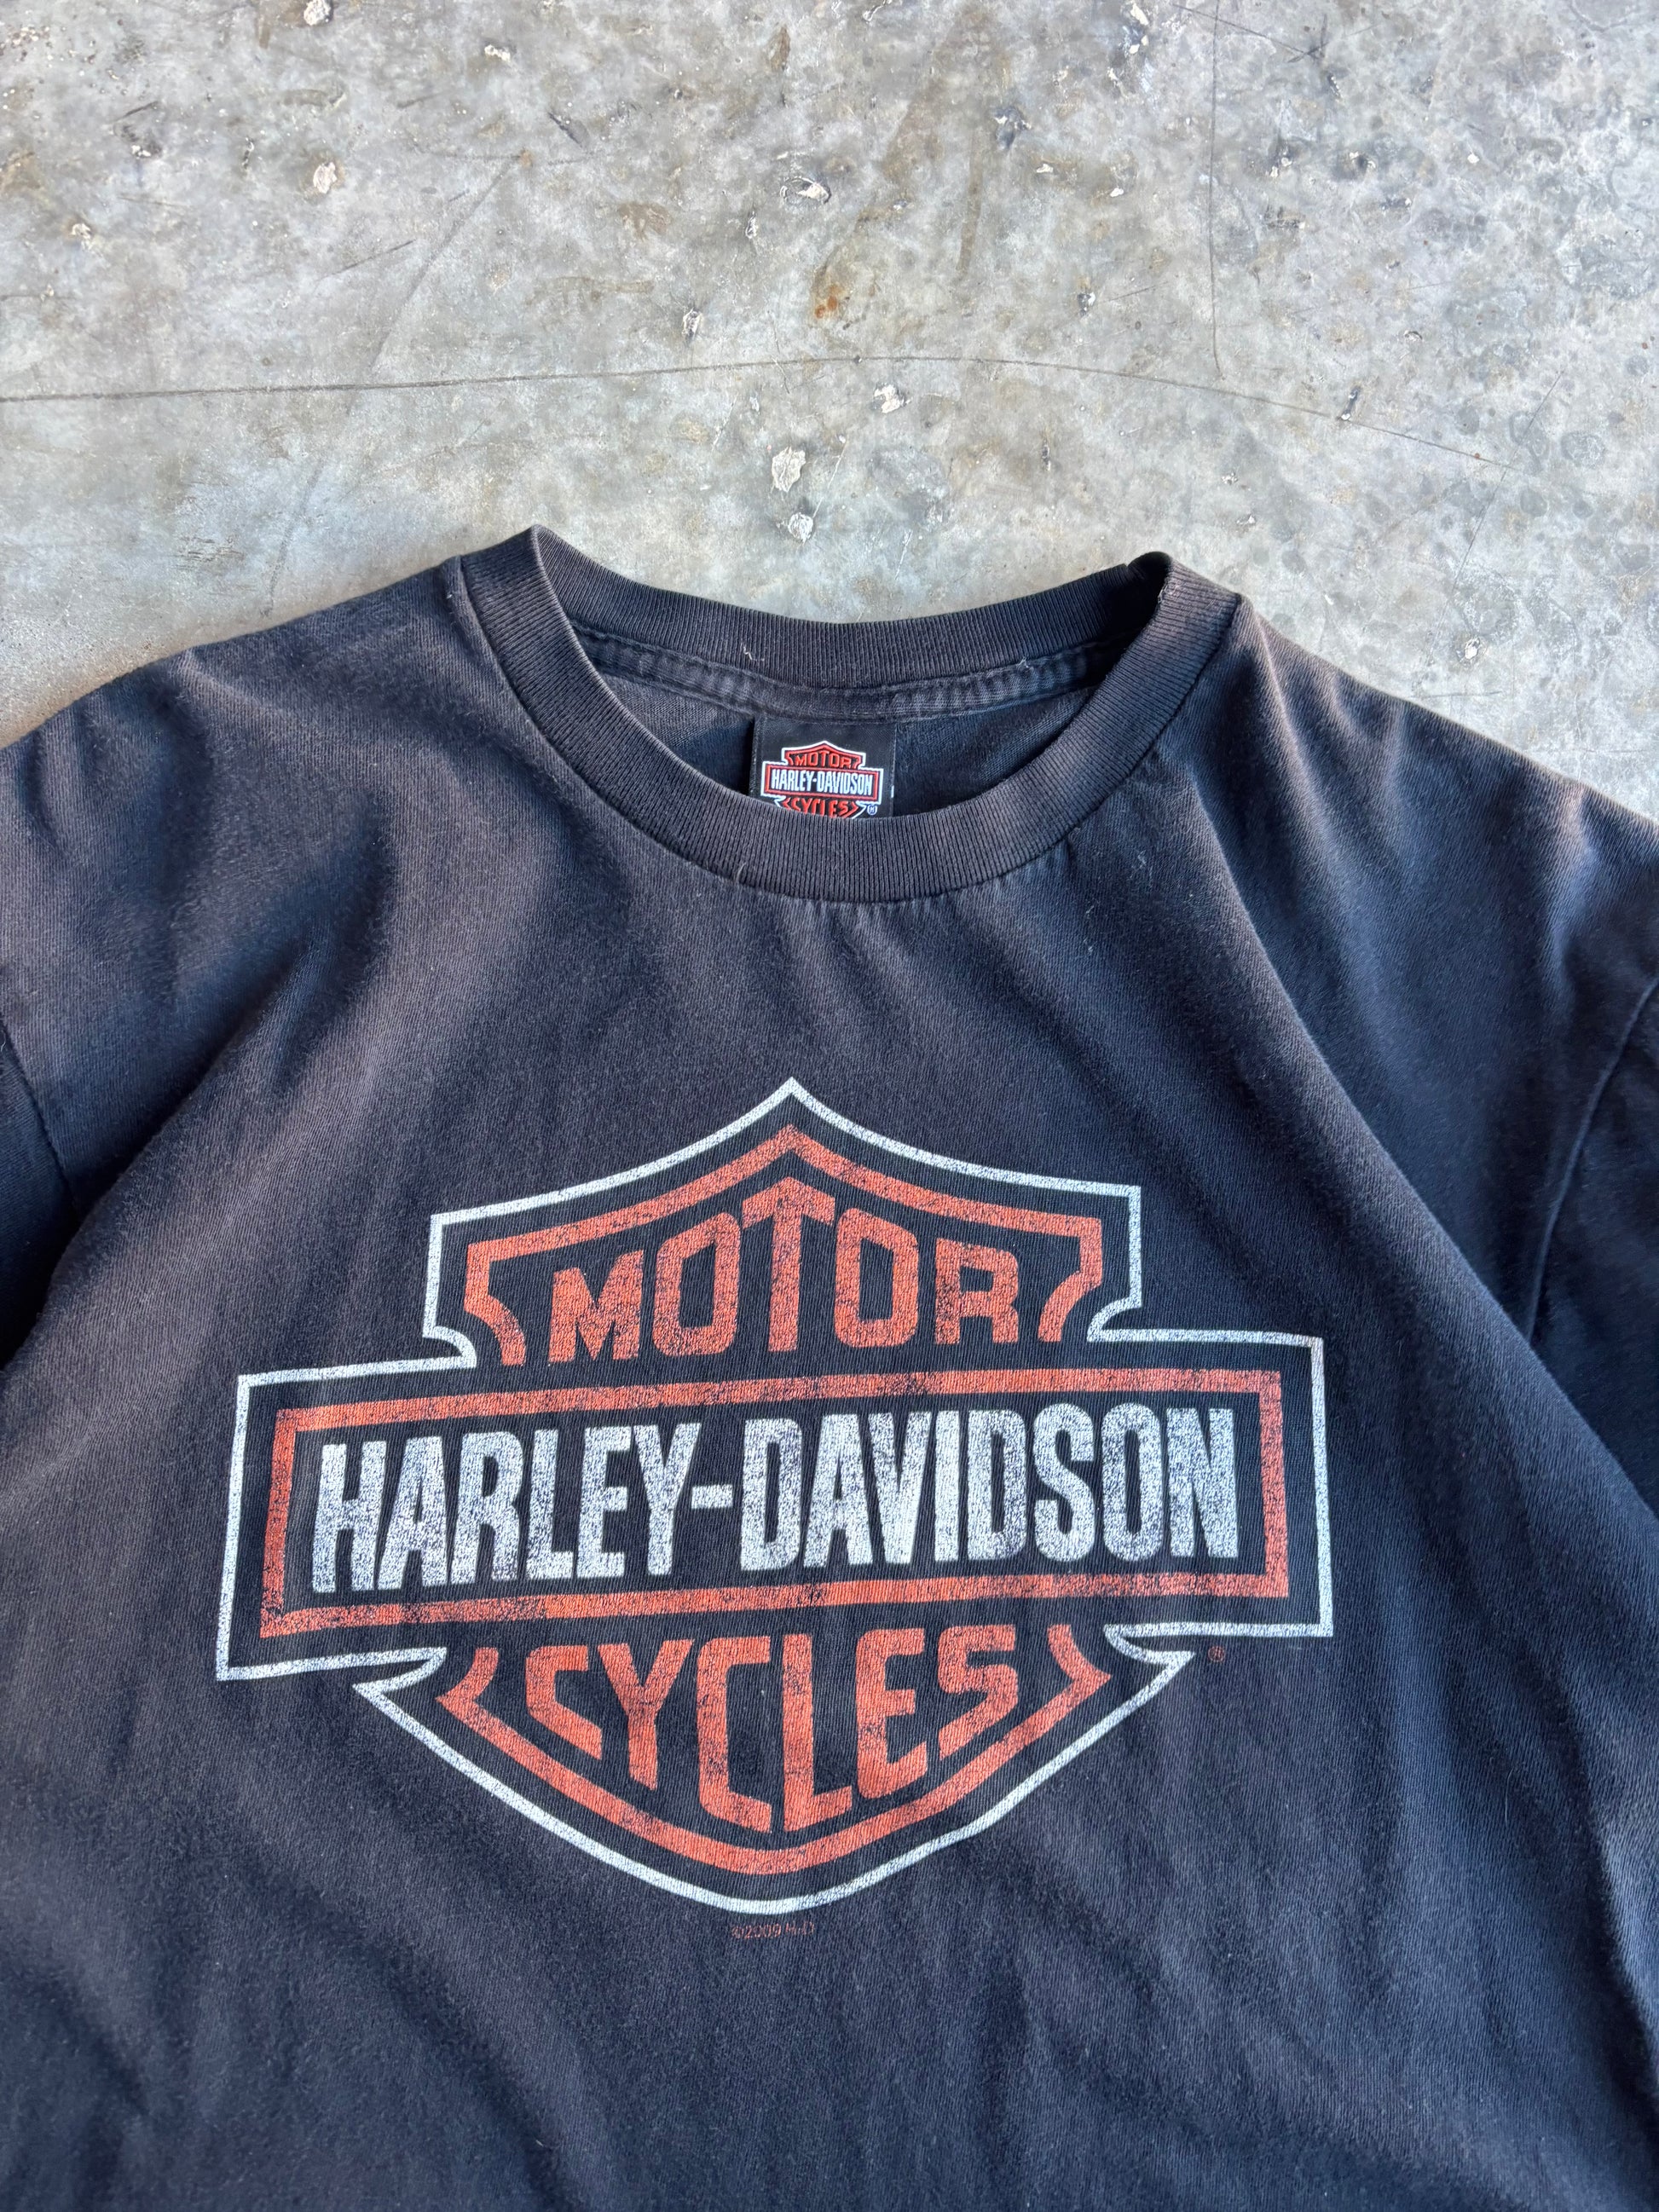 MOTOR
HARLEY-DAVIDSON
CYCLES
®
MOTOR
HARLEY-DAVIDSON
CYCLES
®
©2009 H-D